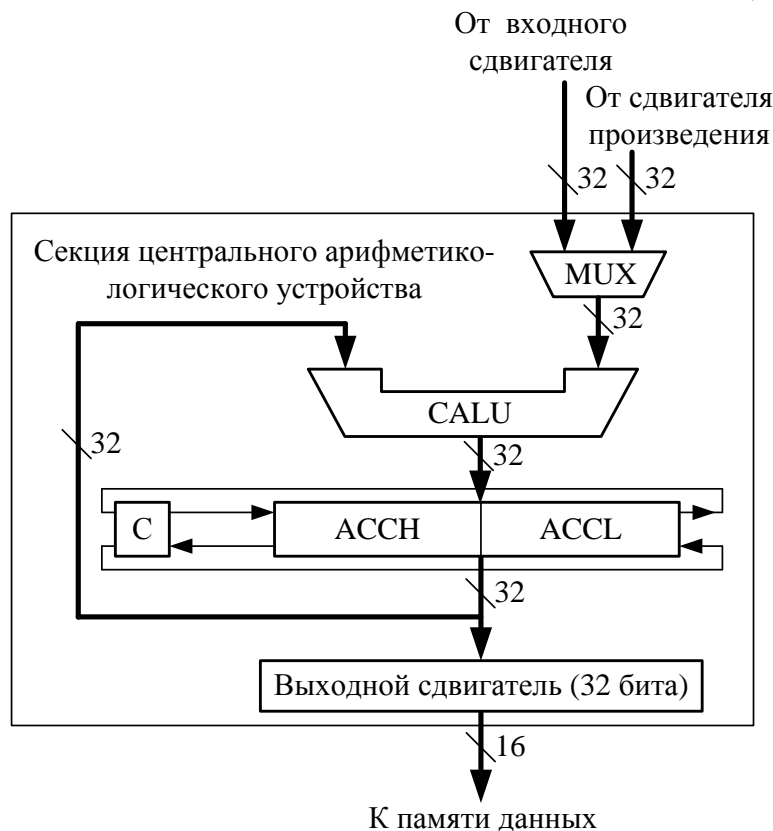 От входного
сдвигателя
От сдвигателя
произведения
32
32
Секция центрального арифметико-
логического устройства
MUX
32
CALU
32
32
C
ACCH
ACCL
32
Выходной сдвигатель (32 бита)
16
К памяти данных